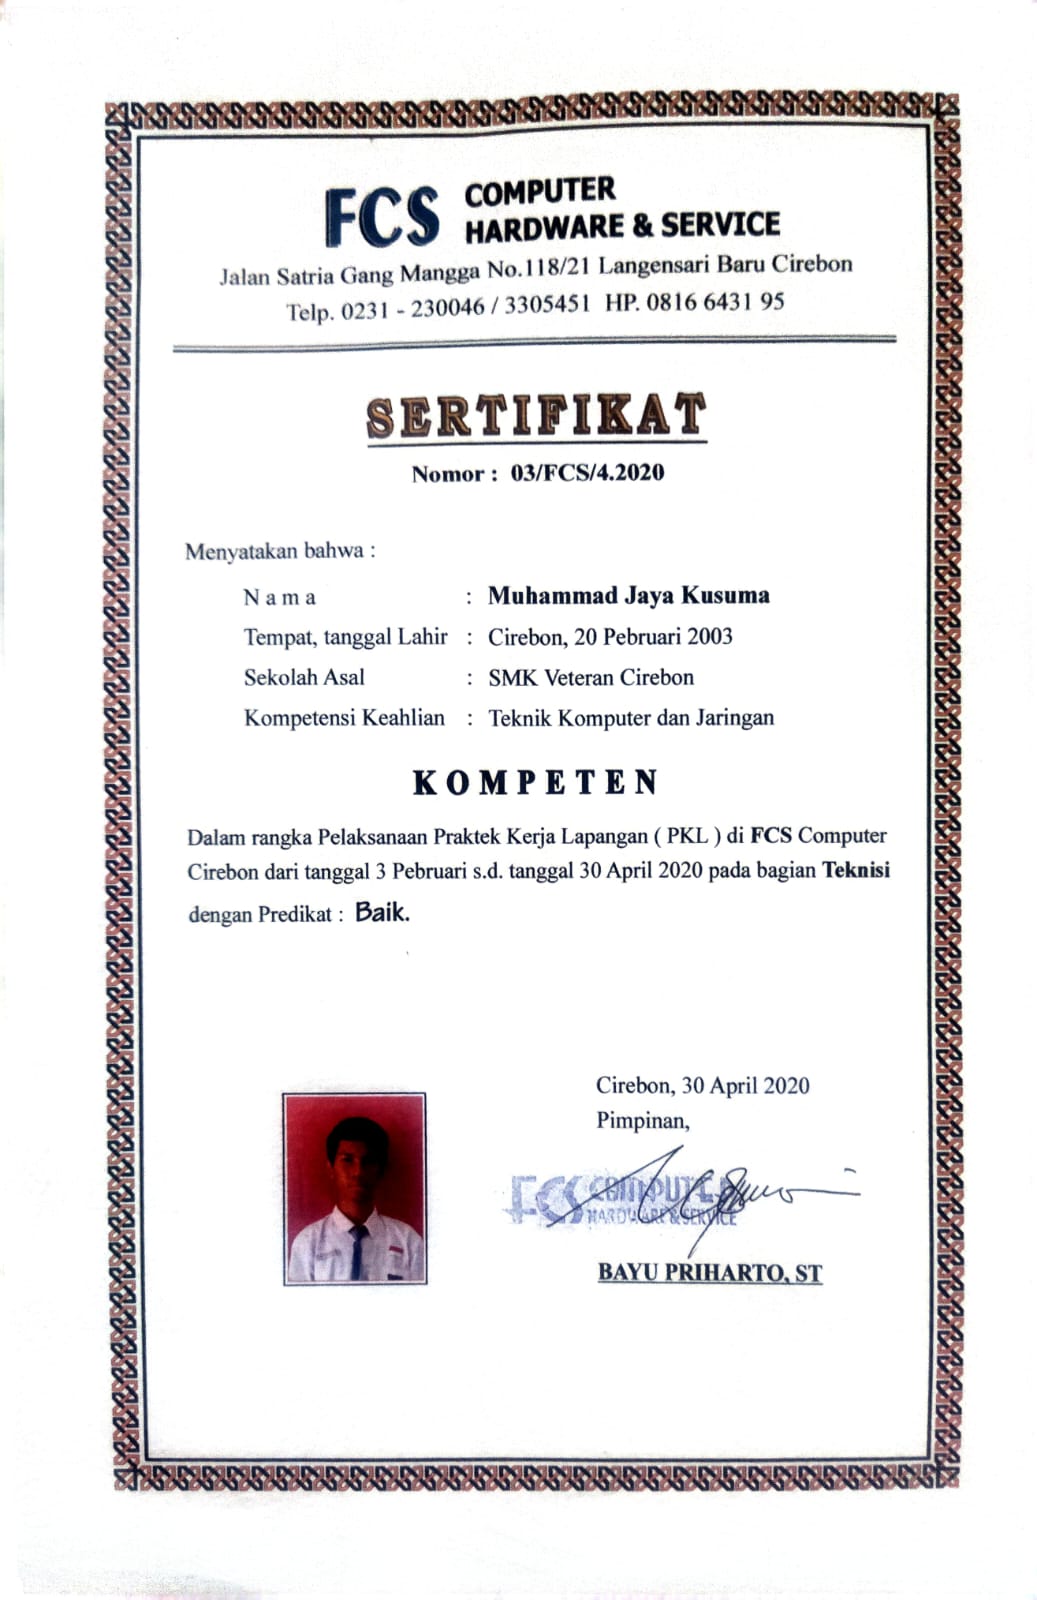 FCS COMPUTER
HARDWARE & SERVICE
Jalan Satria Gang Mangga No.118/21 Langensari Baru Cirebon
Telp. 0231 - 230046 / 3305451 HP. 0816 6431 95
SERTIFIKAT
Nomor : 03/FCS/4.2020
Menyatakan bahwa :
N a m a : Muhammad Jaya Kusuma
Tempat, tanggal Lahir : Cirebon, 20 Pebruari 2003
Sekolah Asal : SMK Veteran Cirebon
Kompetensi Keahlian : Teknik Komputer dan Jaringan
K O M P E T E N
Dalam rangka Pelaksanaan Praktek Kerja Lapangan ( PKL ) di FCS Computer
Cirebon dari tanggal 3 Pebruari s.d. tanggal 30 April 2020 pada bagian Teknisi
dengan Predikat : Baik.
Cirebon, 30 April 2020
Pimpinan,
FCS COMPUTER
HARDWARE & SERVICE
BAYU PRIHARTO, ST